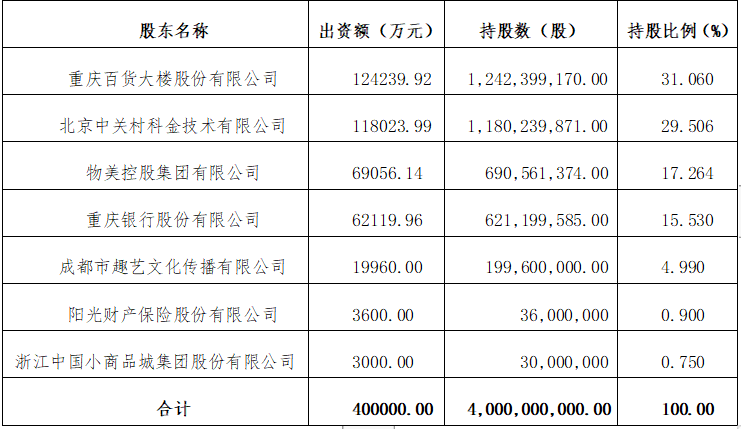 股东名称 出资额（万元） 持股数（股） 持股比例（%）
重庆百货大楼股份有限公司 124239.92 1,242,399,170.00 31.060
北京中关村科金技术有限公司 118023.99 1,180,239,871.00 29.506
物美控股集团有限公司 69056.14 690,561,374.00 17.264
重庆银行股份有限公司 62119.96 621,199,585.00 15.530
成都市趣艺文化传播有限公司 19960.00 199,600,000.00 4.990
阳光财产保险股份有限公司 3600.00 36,000,000 0.900
浙江中国小商品城集团股份有限公司 3000.00 30,000,000 0.750
合计 400000.00 4,000,000,000.00 100.00